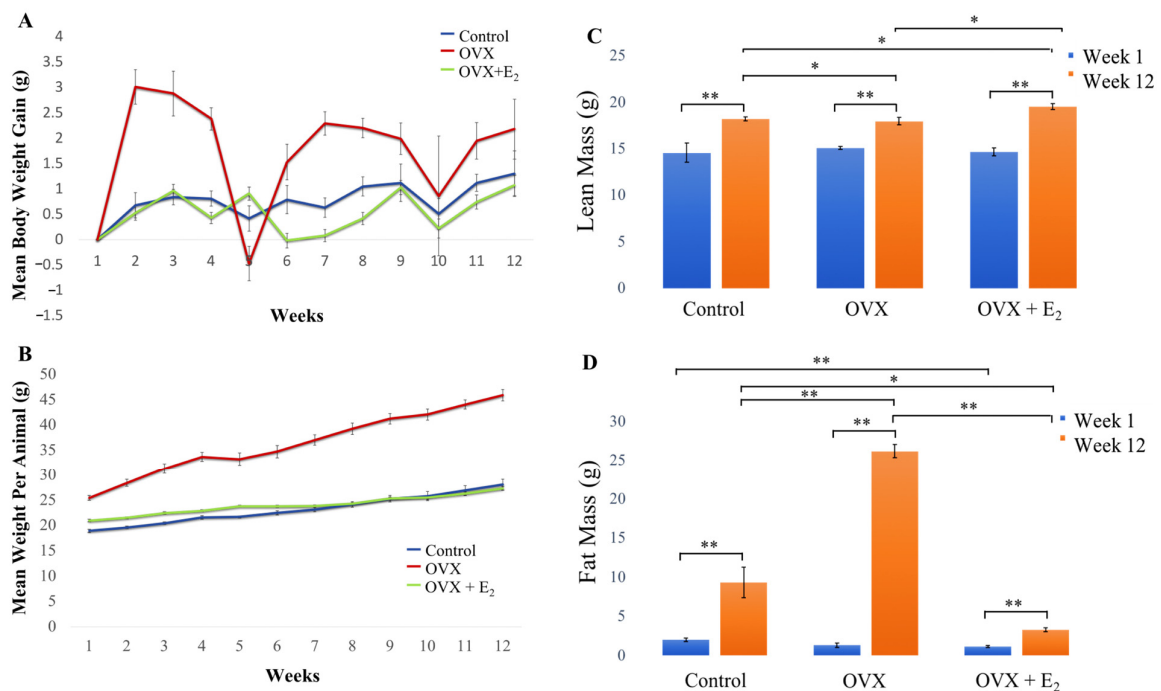 A
Mean Body Weight Gain (g)
4
3.5
3
2.5
2
1.5
1
0.5
0
−0.5
−1
−1.5
Control
OVX
OVX+E₂
1 2 3 4 5 6 7 8 9 10 11 12
Weeks
B
Mean Weight Per Animal (g)
50
45
40
35
30
25
20
15
10
5
0
Control
OVX
OVX + E₂
1 2 3 4 5 6 7 8 9 10 11 12
Weeks
C
Lean Mass (g)
25
20
15
10
5
0
*
*
*
** ** **
Week 1
Week 12
Control OVX OVX + E₂
D
Fat Mass (g)
30
25
20
15
10
5
0
**
*
**
**
**
**
**
Week 1
Week 12
Control OVX OVX + E₂